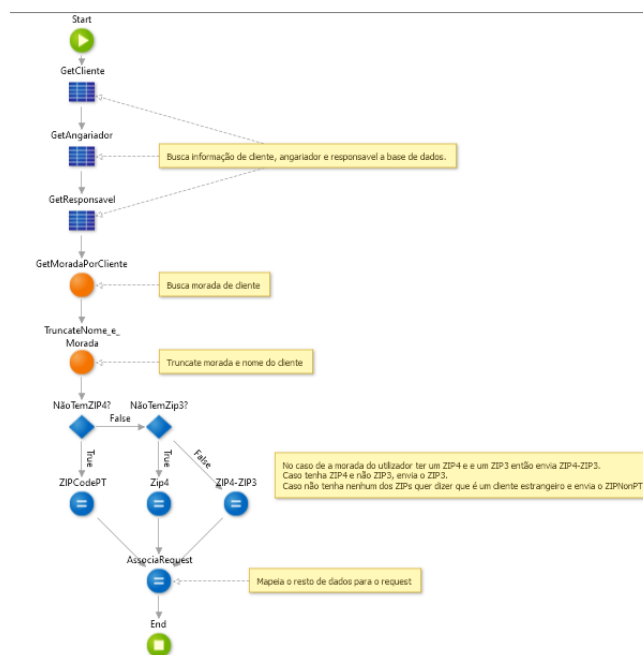 Start
GetCliente
GetAngariador
Busca informação de cliente, angariador e responsavel a base de dados.
GetResponsavel
GetMoradaPorCliente
Busca morada de cliente
TruncateNome_e_
Morada
Truncate morada e nome do cliente
NãoTemZIP4?
False
NãoTemZip3?
True
True
False
No caso de a morada do utilizador ter um ZIP4 e e um ZIP3 então envia ZIP4-ZIP3.
Caso tenha ZIP4 e não ZIP3, envia o ZIP3.
Caso não tenha nenhum dos ZIPs quer dizer que é um cliente estrangeiro e envia o ZIPNonPT
ZIPCodePT
Zip4
ZIP4-ZIP3
AssociaRequest
Mapeia o resto de dados para o request
End